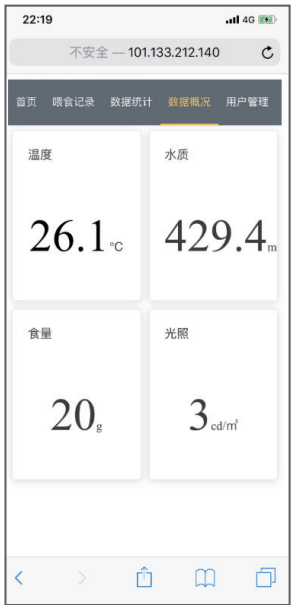 22:19 4G
不安全 — 101.133.212.140
首页 喂食记录 数据统计 数据概况 用户管理
温度 水质
26.1℃ 429.4m
食量 光照
20g 3cd/㎡